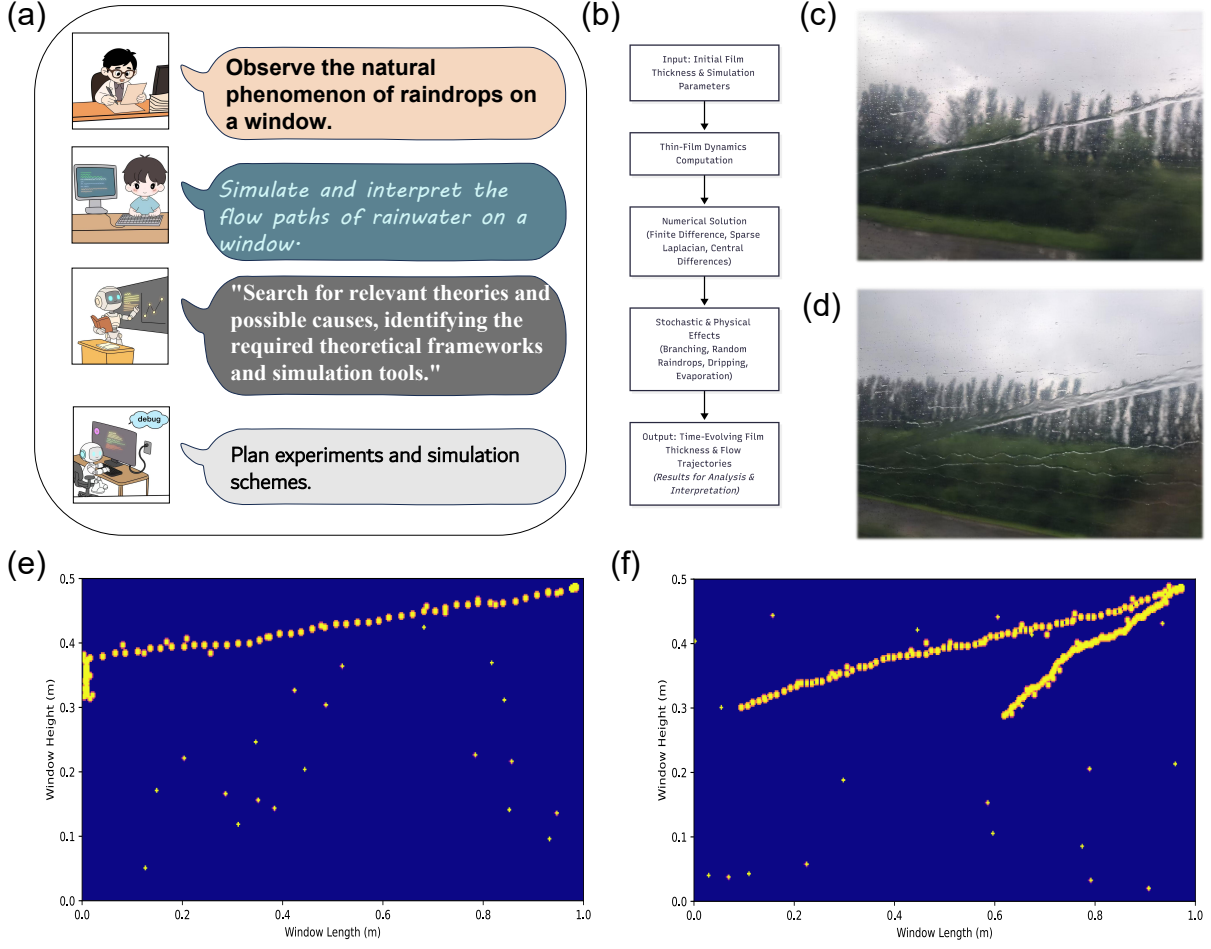 (a)
Observe the natural
phenomenon of raindrops on
a window.
Simulate and interpret the
flow paths of rainwater on a
window.
"Search for relevant theories and
possible causes, identifying the
required theoretical frameworks
and simulation tools."
debug
Plan experiments and simulation
schemes.
(b)
Input: Initial Film
Thickness & Simulation
Parameters
Thin-Film Dynamics
Computation
Numerical Solution
(Finite Difference, Sparse
Laplacian, Central
Differences)
Stochastic & Physical
Effects
(Branching, Random
Raindrops, Dripping,
Evaporation)
Output: Time-Evolving Film
Thickness & Flow
Trajectories
(Results for Analysis &
Interpretation)
(c)
(d)
(e)
0.5
0.4
0.3
0.2
0.1
0.0
Window Height (m)
0.0 0.2 0.4 0.6 0.8 1.0
Window Length (m)
(f)
0.5
0.4
0.3
0.2
0.1
0.0
Window Height (m)
0.0 0.2 0.4 0.6 0.8 1.0
Window Length (m)